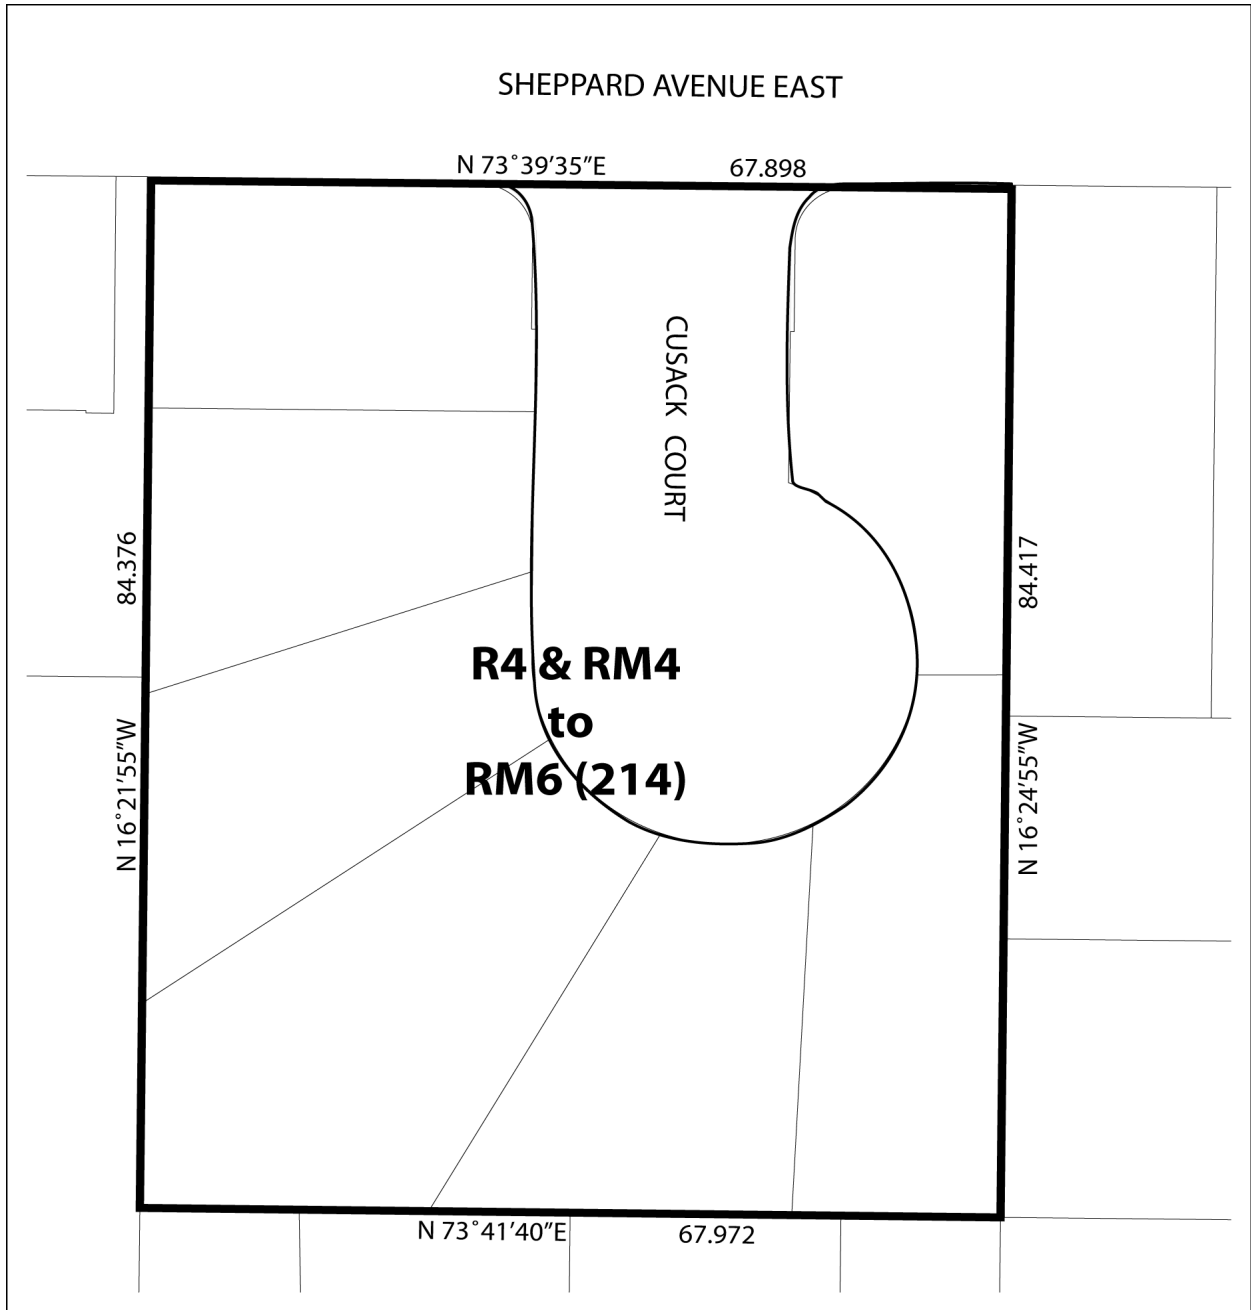 SHEPPARD AVENUE EAST
N 73˚39’35”E 67.898
CUSACK COURT
84.376
84.417
R4 & RM4
to
RM6 (214)
N 16˚21’55”W
N 16˚24’55”W
N 73˚41’40”E 67.972